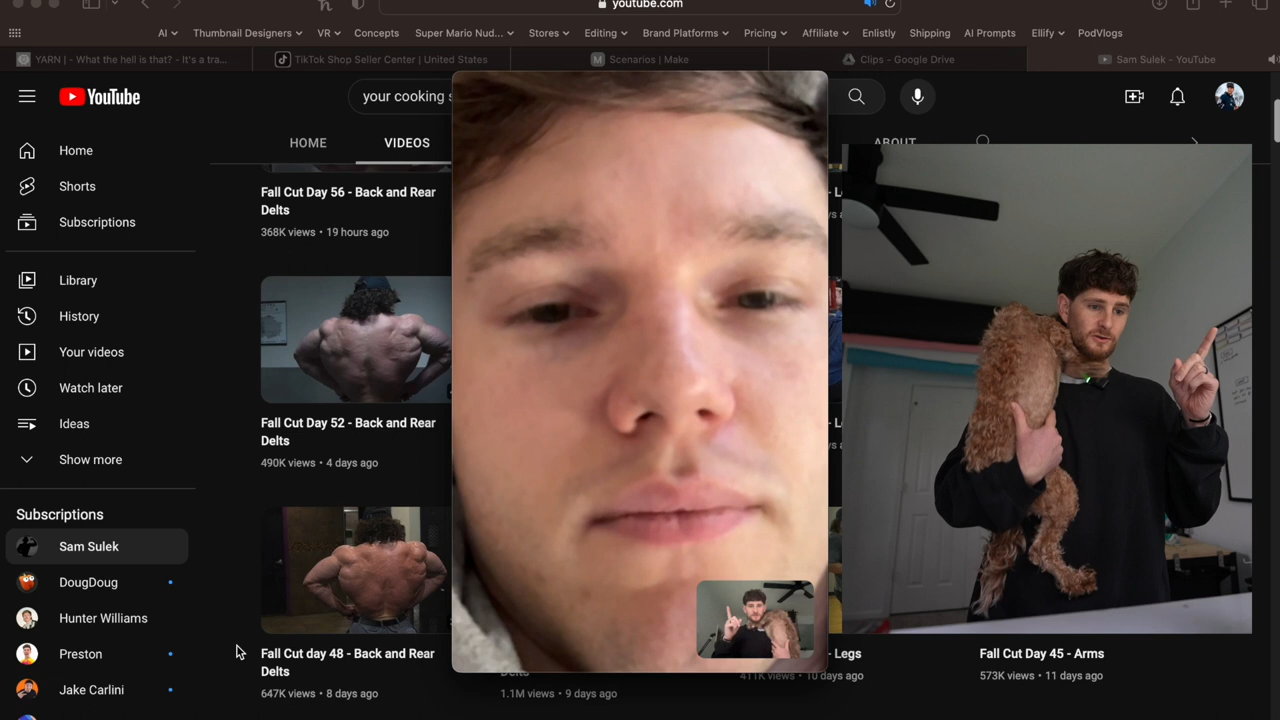 youtube.com
AI
Thumbnail Designers
VR
Concepts
Super Mario Nud...
Stores
Editing
Brand Platforms
Pricing
Affiliate
Enlistly
Shipping
AI Prompts
Ellify
PodVlogs
YARN | - What the hell is that? - It's a tra...
TikTok Shop Seller Center | United States
Scenarios | Make
Clips - Google Drive
Sam Sulek - YouTube
YouTube
your cooking s
HOME
VIDEOS
ABOUT
Home
Shorts
Subscriptions
Library
History
Your videos
Watch later
Ideas
Show more
Subscriptions
Sam Sulek
DougDoug
Hunter Williams
Preston
Jake Carlini
Fall Cut Day 56 - Back and Rear
Delts
368K views • 19 hours ago
Fall Cut Day 52 - Back and Rear
Delts
490K views • 4 days ago
Fall Cut day 48 - Back and Rear
Delts
647K views • 8 days ago
Delts
1.1M views • 9 days ago
- Legs
411K views • 10 days ago
Fall Cut Day 45 - Arms
573K views • 11 days ago